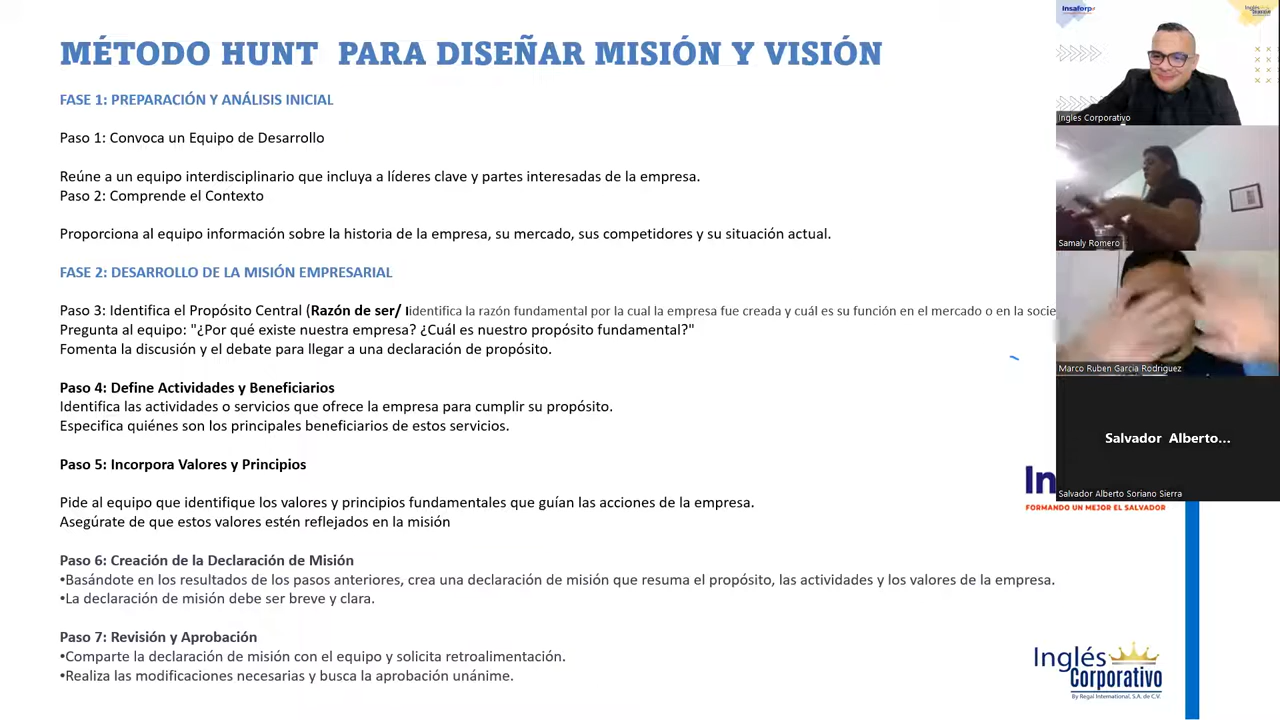 MÉTODO HUNT PARA DISEÑAR MISIÓN Y VISIÓN
FASE 1: PREPARACIÓN Y ANÁLISIS INICIAL
Paso 1: Convoca un Equipo de Desarrollo
Reúne a un equipo interdisciplinario que incluya a líderes clave y partes interesadas de la empresa.
Paso 2: Comprende el Contexto
Proporciona al equipo información sobre la historia de la empresa, su mercado, sus competidores y su situación actual.
FASE 2: DESARROLLO DE LA MISIÓN EMPRESARIAL
Paso 3: Identifica el Propósito Central (Razón de ser/ Iidentifica la razón fundamental por la cual la empresa fue creada y cuál es su función en el mercado o en la socie
Pregunta al equipo: "¿Por qué existe nuestra empresa? ¿Cuál es nuestro propósito fundamental?"
Fomenta la discusión y el debate para llegar a una declaración de propósito.
Paso 4: Define Actividades y Beneficiarios
Identifica las actividades o servicios que ofrece la empresa para cumplir su propósito.
Especifica quiénes son los principales beneficiarios de estos servicios.
Paso 5: Incorpora Valores y Principios
Pide al equipo que identifique los valores y principios fundamentales que guían las acciones de la empresa.
Asegúrate de que estos valores estén reflejados en la misión
Paso 6: Creación de la Declaración de Misión
•Basándote en los resultados de los pasos anteriores, crea una declaración de misión que resuma el propósito, las actividades y los valores de la empresa.
•La declaración de misión debe ser breve y clara.
Paso 7: Revisión y Aprobación
•Comparte la declaración de misión con el equipo y solicita retroalimentación.
•Realiza las modificaciones necesarias y busca la aprobación unánime.
insaforp
Inglés Corporativo
Samaly Romero
Marco Ruben Garcia Rodriguez
Salvador Alberto...
Salvador Alberto Soriano Sierra
In
FORMANDO UN MEJOR EL SALVADOR
Inglés
Corporativo
By Regal International, S.A. de C.V.